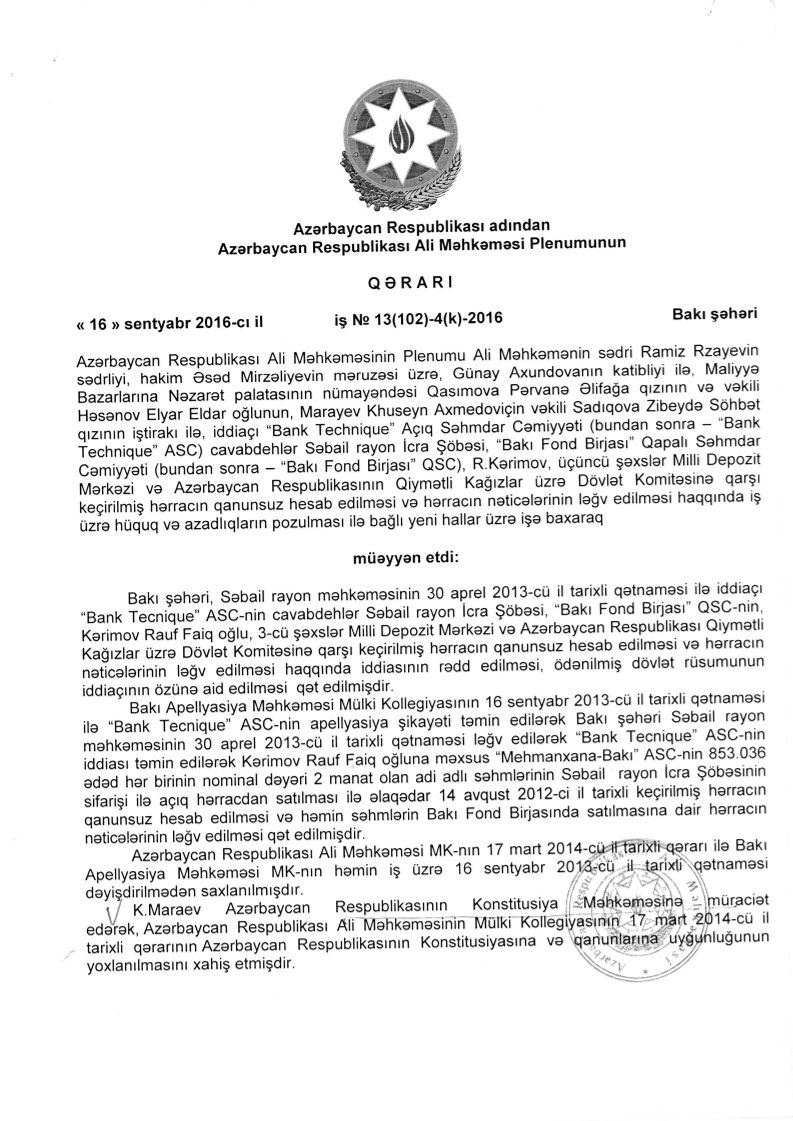 Azərbaycan Respublikası adından
Azərbaycan Respublikası Ali Məhkəməsi Plenumunun
Q Ə R A R I
« 16 » sentyabr 2016-cı il iş № 13(102)-4(k)-2016 Bakı şəhəri
Azərbaycan Respublikası Ali Məhkəməsinin Plenumu Ali Məhkəmənin sədri Ramiz Rzayevin
sədrliyi, hakim Əsəd Mirzəliyevin məruzəsi üzrə, Günay Axundovanın katibliyi ilə, Maliyyə
Bazarlarına Nəzarət palatasının nümayəndəsi Qasımova Pərvanə Əlifağa qızının və vəkili
Həsənov Elyar Eldar oğlunun, Marayev Khuseyn Axmedoviçin vəkili Sadıqova Zibeydə Söhbət
qızının iştirakı ilə, iddiaçı “Bank Technique” Açıq Səhmdar Cəmiyyəti (bundan sonra – “Bank
Technique” ASC) cavabdehlər Səbail rayon İcra Şöbəsi, “Bakı Fond Birjası” Qapalı Səhmdar
Cəmiyyəti (bundan sonra – “Bakı Fond Birjası” QSC), R.Kərimov, üçüncü şəxslər Milli Depozit
Mərkəzi və Azərbaycan Respublikasının Qiymətli Kağızlar üzrə Dövlət Komitəsinə qarşı
keçirilmiş hərracın qanunsuz hesab edilməsi və hərracın nəticələrinin ləğv edilməsi haqqında iş
üzrə hüquq və azadlıqların pozulması ilə bağlı yeni hallar üzrə işə baxaraq
müəyyən etdi:
Bakı şəhəri, Səbail rayon məhkəməsinin 30 aprel 2013-cü il tarixli qətnaməsi ilə iddiaçı
“Bank Tecnique” ASC-nin cavabdehlər Səbail rayon İcra Şöbəsi, “Bakı Fond Birjası” QSC-nin,
Kərimov Rauf Faiq oğlu, 3-cü şəxslər Milli Depozit Mərkəzi və Azərbaycan Respublikası Qiymətli
Kağızlar üzrə Dövlət Komitəsinə qarşı keçirilmiş hərracın qanunsuz hesab edilməsi və hərracın
nəticələrinin ləğv edilməsi haqqında iddiasının rədd edilməsi, ödənilmiş dövlət rüsumunun
iddiaçının özünə aid edilməsi qət edilmişdir.
Bakı Apellyasiya Məhkəməsi Mülki Kollegiyasının 16 sentyabr 2013-cü il tarixli qətnaməsi
ilə “Bank Tecnique” ASC-nin apellyasiya şikayəti təmin edilərək Bakı şəhəri Səbail rayon
məhkəməsinin 30 aprel 2013-cü il tarixli qətnaməsi ləğv edilərək “Bank Tecnique” ASC-nin
iddiası təmin edilərək Kərimov Rauf Faiq oğluna məxsus “Mehmanxana-Bakı” ASC-nin 853.036
ədəd hər birinin nominal dəyəri 2 manat olan adi adlı səhmlərinin Səbail rayon İcra Şöbəsinin
sifarişi ilə açıq hərracdan satılması ilə əlaqədar 14 avqust 2012-ci il tarixli keçirilmiş hərracın
qanunsuz hesab edilməsi və həmin səhmlərin Bakı Fond Birjasında satılmasına dair hərracın
nəticələrinin ləğv edilməsi qət edilmişdir.
Azərbaycan Respublikası Ali Məhkəməsi MK-nın 17 mart 2014-cü il tarixli qərarı ilə Bakı
Apellyasiya Məhkəməsi MK-nın həmin iş üzrə 16 sentyabr 2013-cü il tarixli qətnaməsi
dəyişdirilmədən saxlanılmışdır.
K.Maraev Azərbaycan Respublikasının Konstitusiya Məhkəməsinə müraciət
edərək, Azərbaycan Respublikası Ali Məhkəməsinin Mülki Kollegiyasının 17 mart 2014-cü il
tarixli qərarının Azərbaycan Respublikasının Konstitusiyasına və qanunlarına uyğunluğunun
yoxlanılmasını xahiş etmişdir.